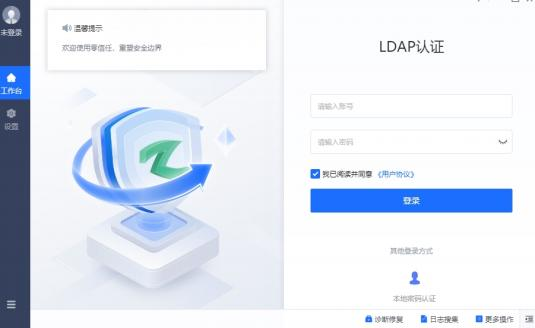 未登录
工作台
设置
温馨提示
欢迎使用零信任，重塑安全边界
LDAP认证
请输入账号
请输入密码
我已阅读并同意 《用户协议》
登录
其他登录方式
本地密码认证
诊断修复 日志搜集 更多操作